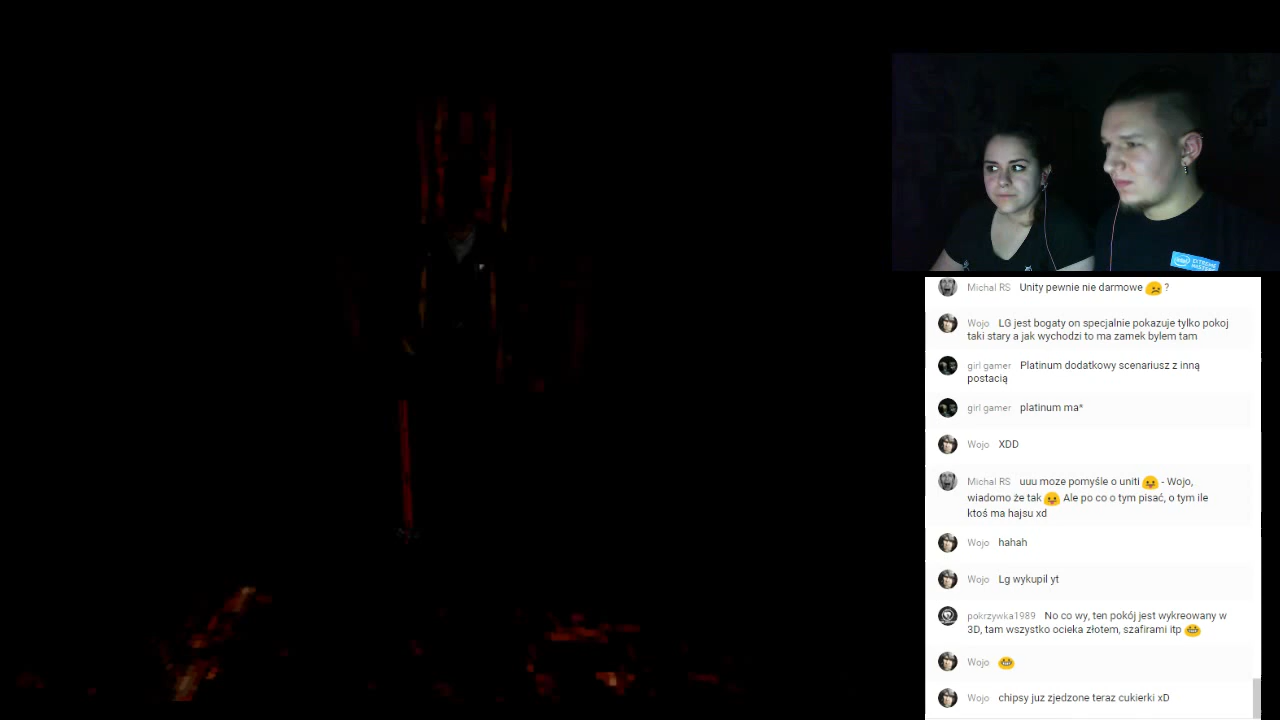 Michal RS Unity pewnie nie darmowe ?
Wojo LG jest bogaty on specjalnie pokazuje tylko pokoj
taki stary a jak wychodzi to ma zamek bylem tam
girl gamer Platinum dodatkowy scenariusz z inną
postacią
girl gamer platinum ma*
Wojo XDD
Michal RS uuu moze pomyśle o uniti - Wojo,
wiadomo że tak Ale po co o tym pisać, o tym ile
ktoś ma hajsu xd
Wojo hahah
Wojo Lg wykupil yt
pokrzywka1989 No co wy, ten pokój jest wykreowany w
3D, tam wszystko ocieka złotem, szafirami itp
Wojo
Wojo chipsy juz zjedzone teraz cukierki xD